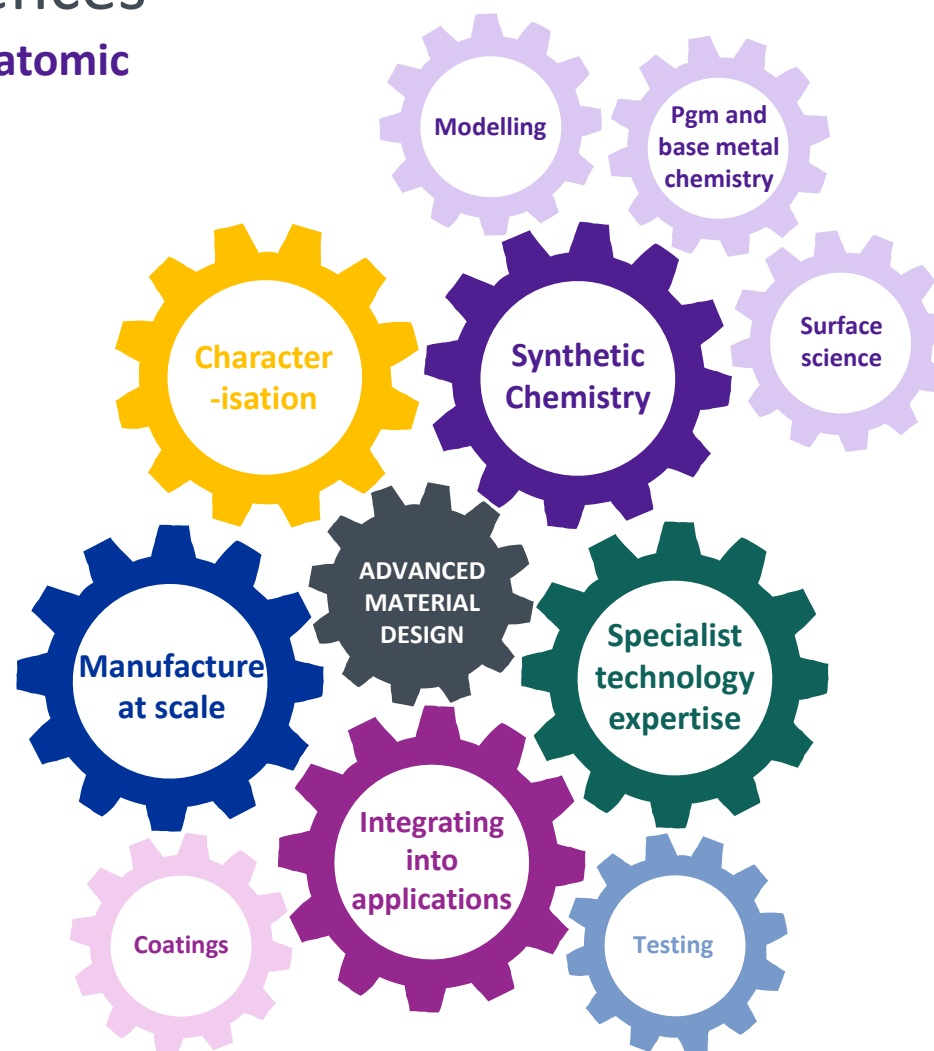 atomic
Modelling
Pgm and
base metal
chemistry
Surface
science
Character
-isation
Synthetic
Chemistry
ADVANCED
MATERIAL
DESIGN
Manufacture
at scale
Specialist
technology
expertise
Integrating
into
applications
Coatings
Testing